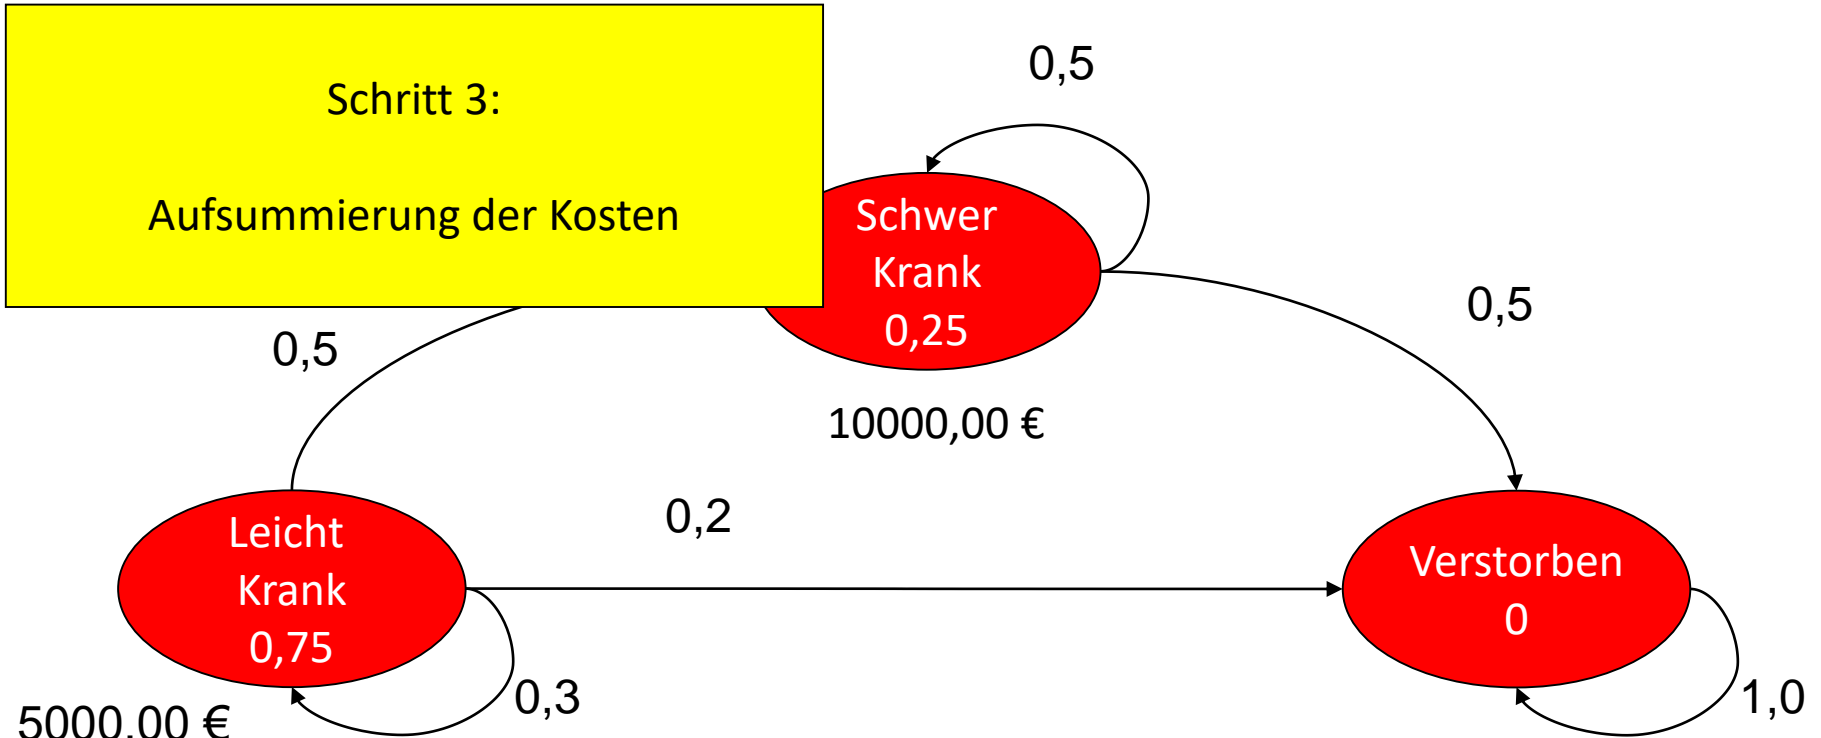 Schritt 3:
Aufsummierung der Kosten
0,5
Schwer
Krank
0,25
0,5
0,5
10000,00 €
0,2
Leicht
Krank
0,75
Verstorben
0
0,3
1,0
5000,00 €